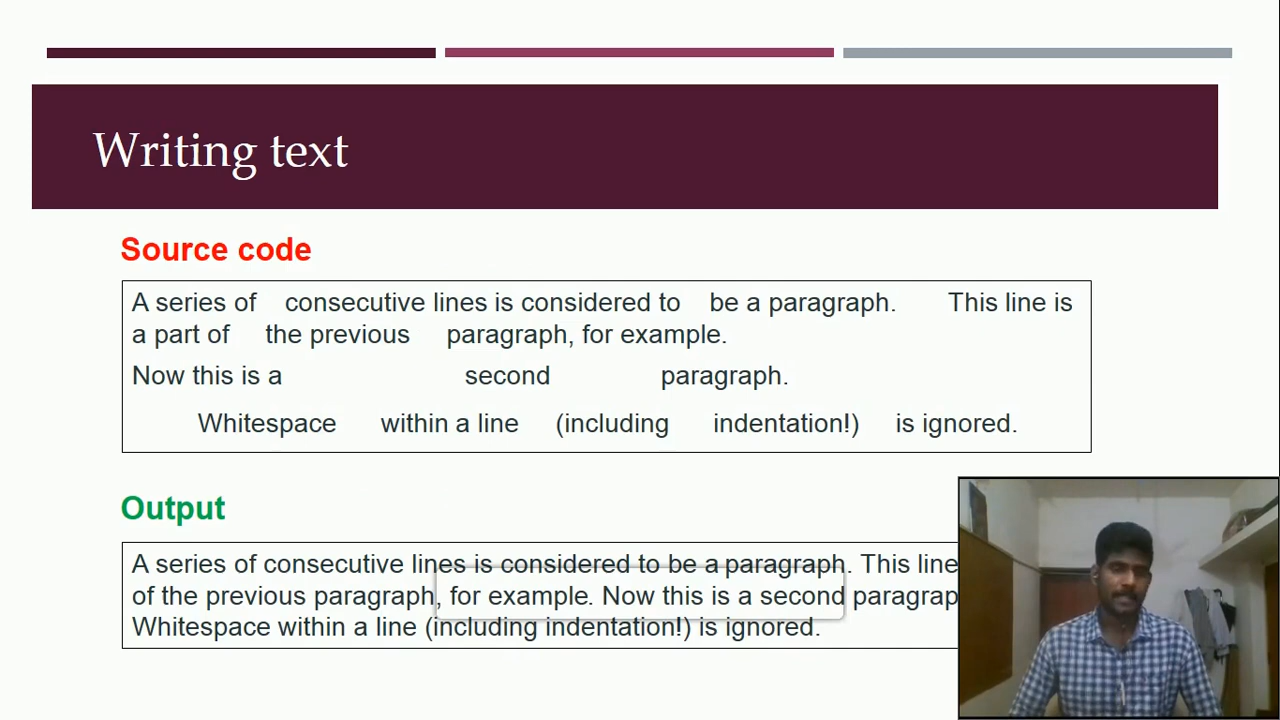 Writing text
Source code
A series of consecutive lines is considered to be a paragraph. This line is
a part of the previous paragraph, for example.
Now this is a second paragraph.
Whitespace within a line (including indentation!) is ignored.
Output
A series of consecutive lines is considered to be a paragraph. This line
of the previous paragraph, for example. Now this is a second paragrap
Whitespace within a line (including indentation!) is ignored.